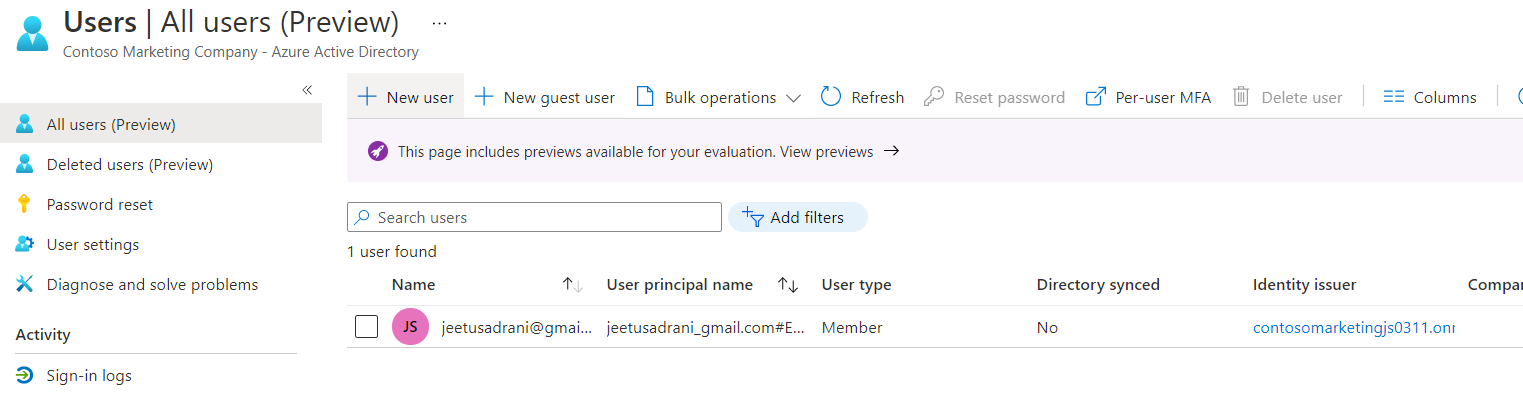 Users | All users (Preview) ...
Contoso Marketing Company - Azure Active Directory
«
All users (Preview)
Deleted users (Preview)
Password reset
User settings
Diagnose and solve problems
Activity
Sign-in logs
New user New guest user Bulk operations Refresh Reset password Per-user MFA Delete user Columns
This page includes previews available for your evaluation. View previews →
Search users Add filters
1 user found
Name User principal name User type Directory synced Identity issuer Compan
JS jeetusadrani@gmai... jeetusadrani_gmail.com#E... Member No contosomarketingjs0311.onr